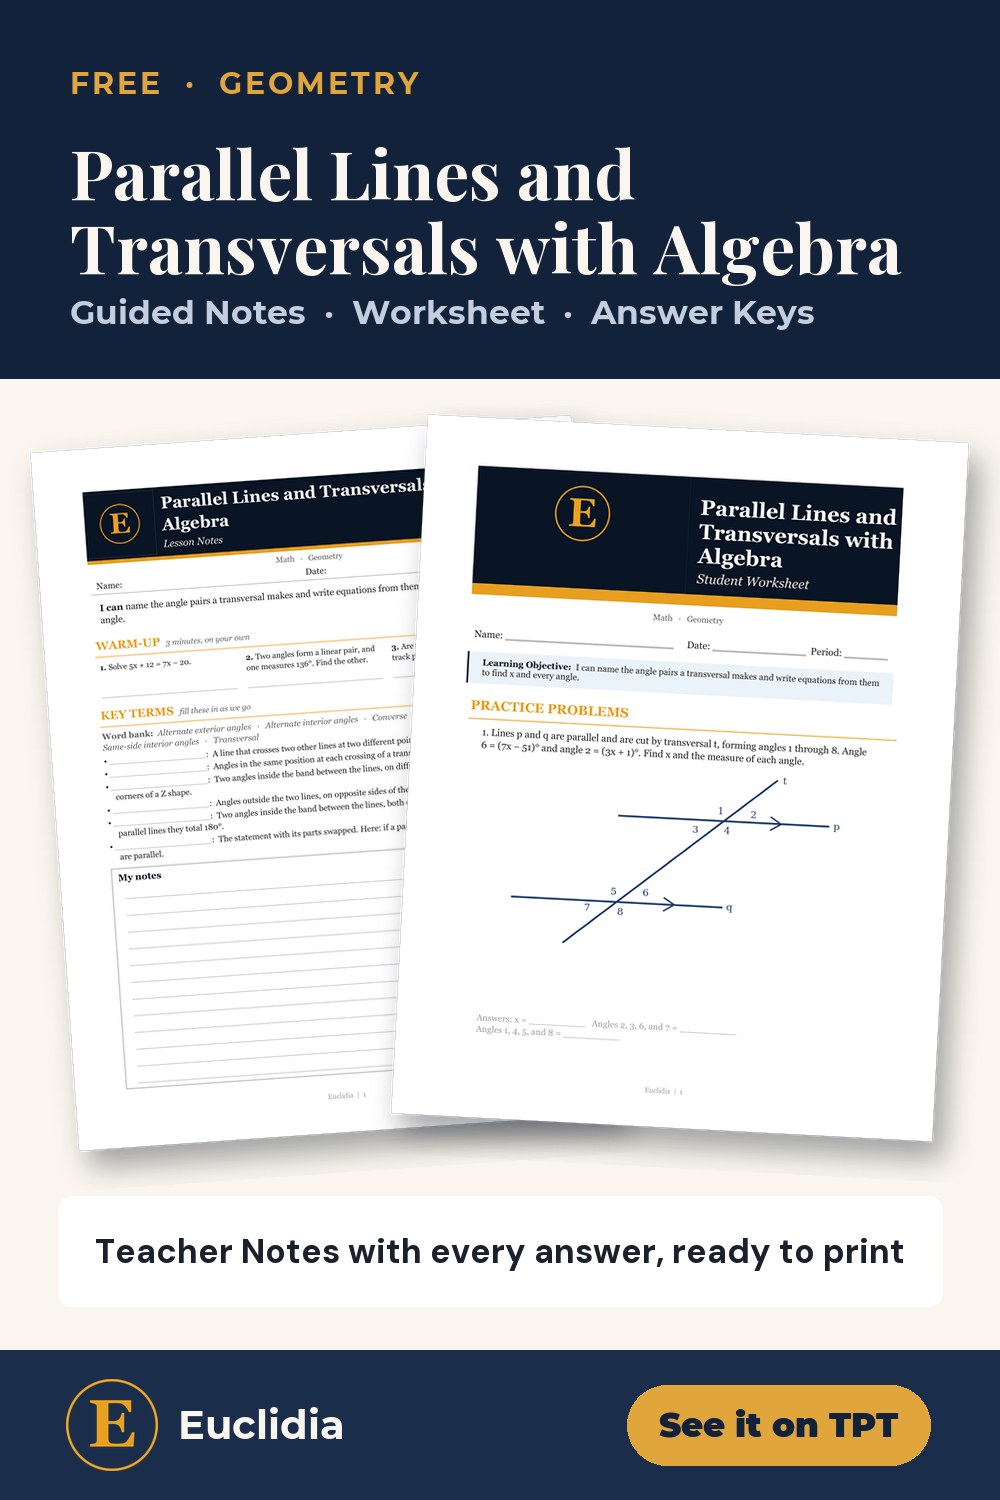 FREE · GEOMETRY
Parallel Lines and
Transversals with Algebra
Guided Notes · Worksheet · Answer Keys
E
Parallel Lines and Transversals
Algebra
Lesson Notes
Math - Geometry
Name:
Date:
I can name the angle pairs a transversal makes and write equations from them
angle.
WARM-UP 3 minutes, on your own
1. Solve 5x + 12 = 7x − 20.
2. Two angles form a linear pair, and
one measures 136°. Find the other.
3. Are
track
KEY TERMS fill these in as we go
Word bank: Alternate exterior angles · Alternate interior angles · Converse
Same-side interior angles · Transversal
• ____: A line that crosses two other lines at two different
• ____: Angles in the same position at each crossing of a
• ____: Two angles inside the band between the lines, on
corners of a Z shape.
• ____: Angles outside the two lines, on opposite sides of the
• ____: Two angles inside the band between the lines, both
parallel lines they total 180°.
• ____: The statement with its parts swapped. Here: if a
are parallel.
My notes
Euclidia | 1
E
Parallel Lines and
Transversals with
Algebra
Student Worksheet
Math - Geometry
Name: ____ Date: ____ Period: ____
Learning Objective: I can name the angle pairs a transversal makes and write equations from them
to find x and every angle.
PRACTICE PROBLEMS
1. Lines p and q are parallel and are cut by transversal t, forming angles 1 through 8. Angle
6 = (7x − 51)° and angle 2 = (3x + 1)°. Find x and the measure of each angle.
t
1 2
3 4
p
5 6
7 8
q
Answers: x = ____ Angles 2, 3, 6, and 7 = ____
Angles 1, 4, 5, and 8 = ____
Euclidia | 1
Teacher Notes with every answer, ready to print
E
Euclidia
See it on TPT